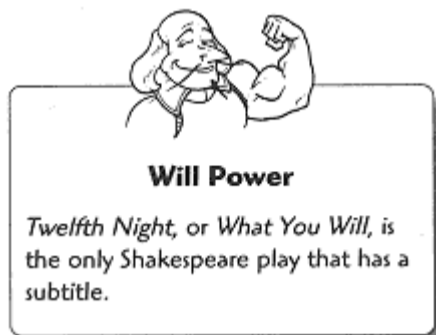 Will Power
Twelfth Night, or What You Will, is
the only Shakespeare play that has a
subtitle.